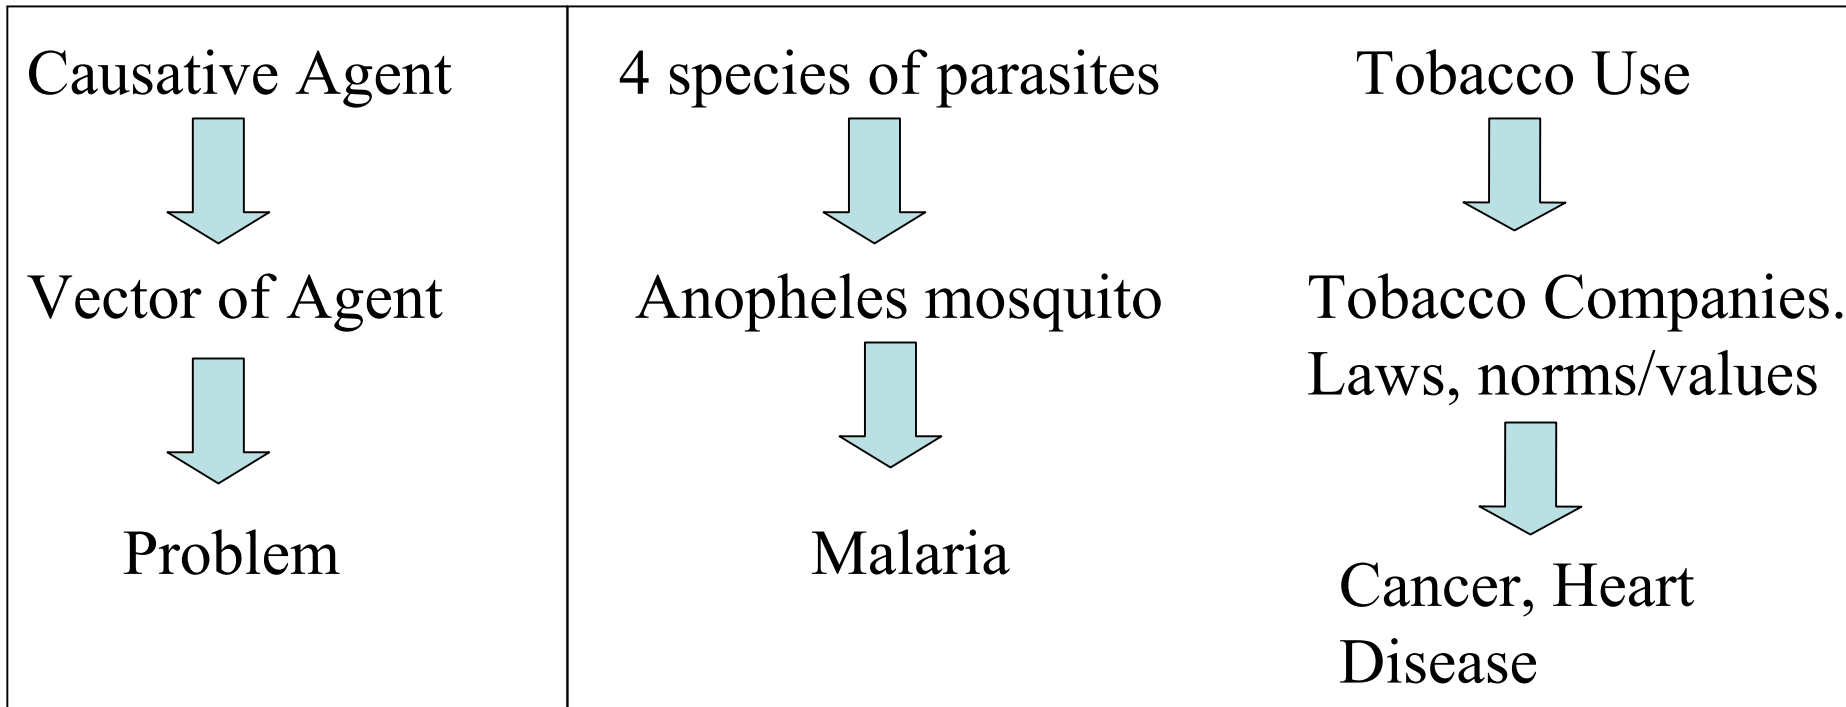 Causative Agent
Vector of Agent
Problem
4 species of parasites
Anopheles mosquito
Malaria
Tobacco Use
Tobacco Companies.
Laws, norms/values
Cancer, Heart
Disease